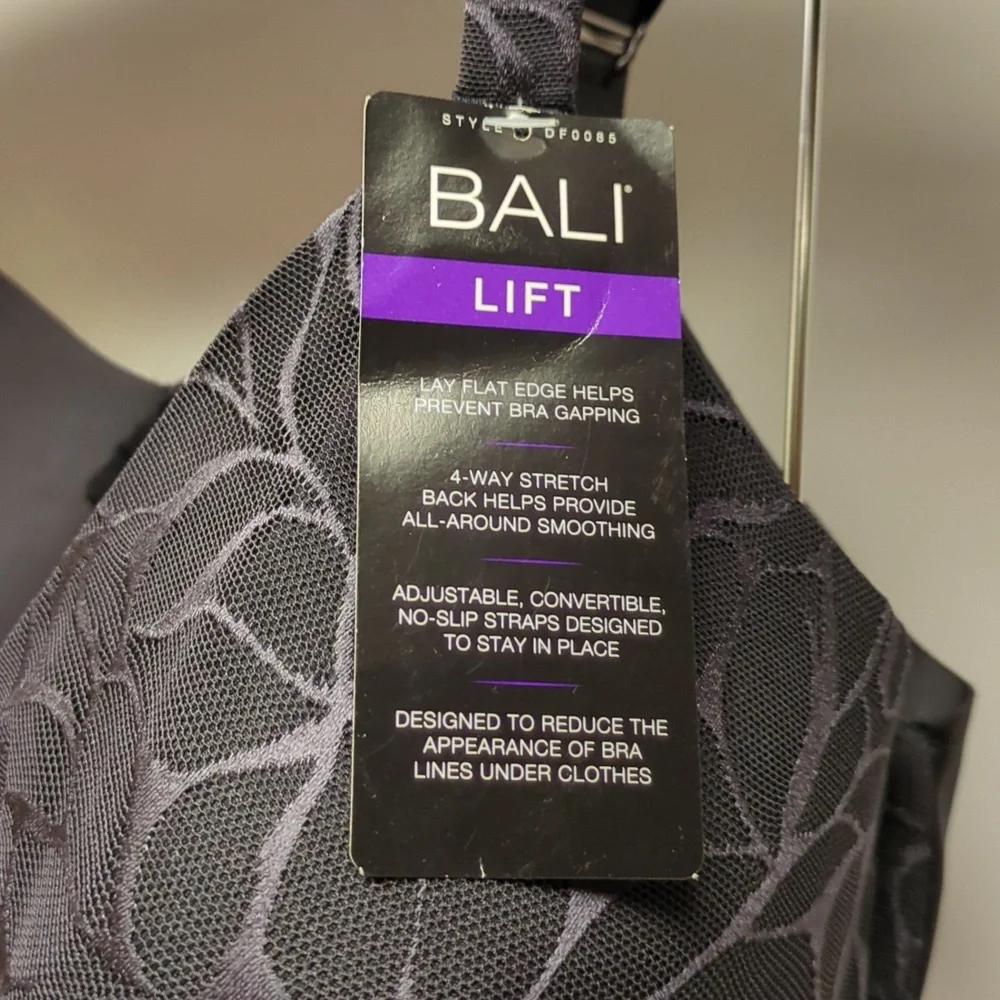 STYLE DF0085
BALI
LIFT
LAY FLAT EDGE HELPS
PREVENT BRA GAPPING
4-WAY STRETCH
BACK HELPS PROVIDE
ALL-AROUND SMOOTHING
ADJUSTABLE, CONVERTIBLE,
NO-SLIP STRAPS DESIGNED
TO STAY IN PLACE
DESIGNED TO REDUCE THE
APPEARANCE OF BRA
LINES UNDER CLOTHES